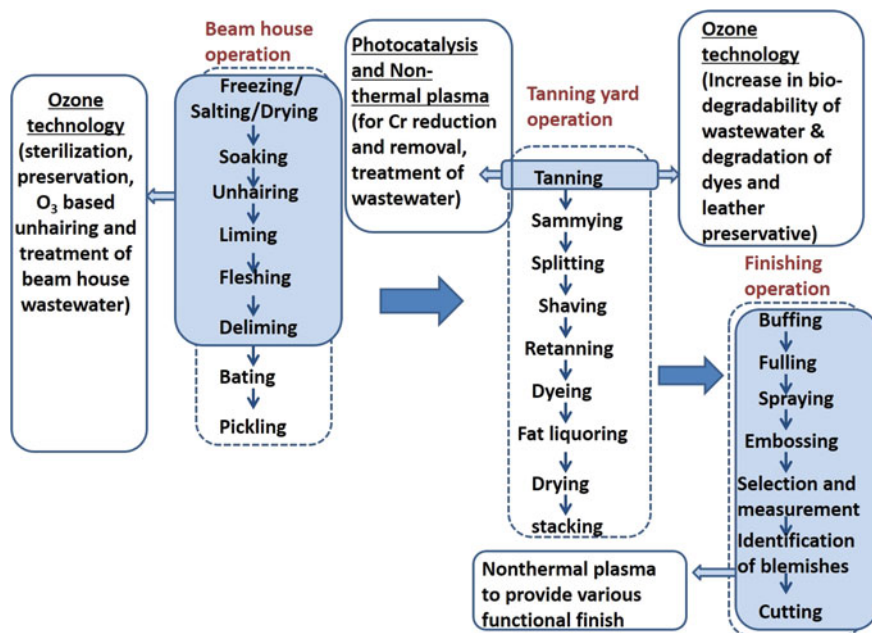 Beam house
operation
Freezing/
Salting/Drying
Soaking
Unhairing
Liming
Fleshing
Deliming
Bating
Pickling
Ozone
technology
(sterilization,
preservation,
O₃ based
unhairing and
treatment of
beam house
wastewater)
Photocatalysis
and Non-
thermal plasma
(for Cr reduction
and removal,
treatment of
wastewater)
Tanning yard
operation
Tanning
Sammying
Splitting
Shaving
Retanning
Dyeing
Fat liquoring
Drying
stacking
Ozone
technology
(Increase in bio-
degradability of
wastewater &
degradation of
dyes and
leather
preservative)
Finishing
operation
Buffing
Fulling
Spraying
Embossing
Selection and
measurement
Identification
of blemishes
Cutting
Nonthermal plasma
to provide various
functional finish